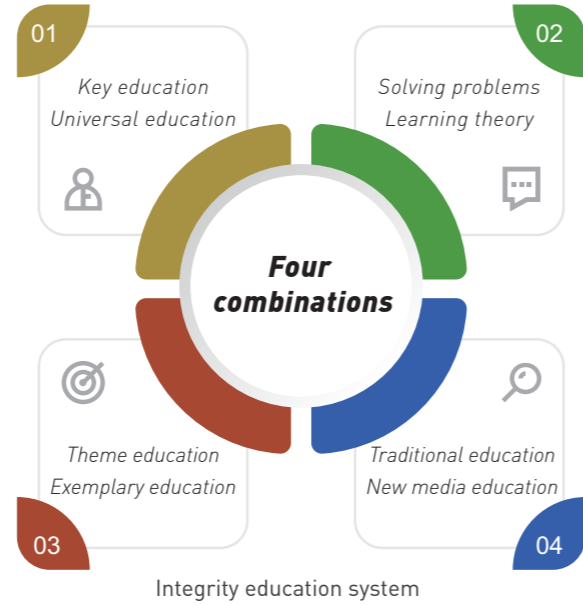 01
Key education
Universal education
02
Solving problems
Learning theory
Four
combinations
Theme education
Exemplary education
03
Traditional education
New media education
04
Integrity education system